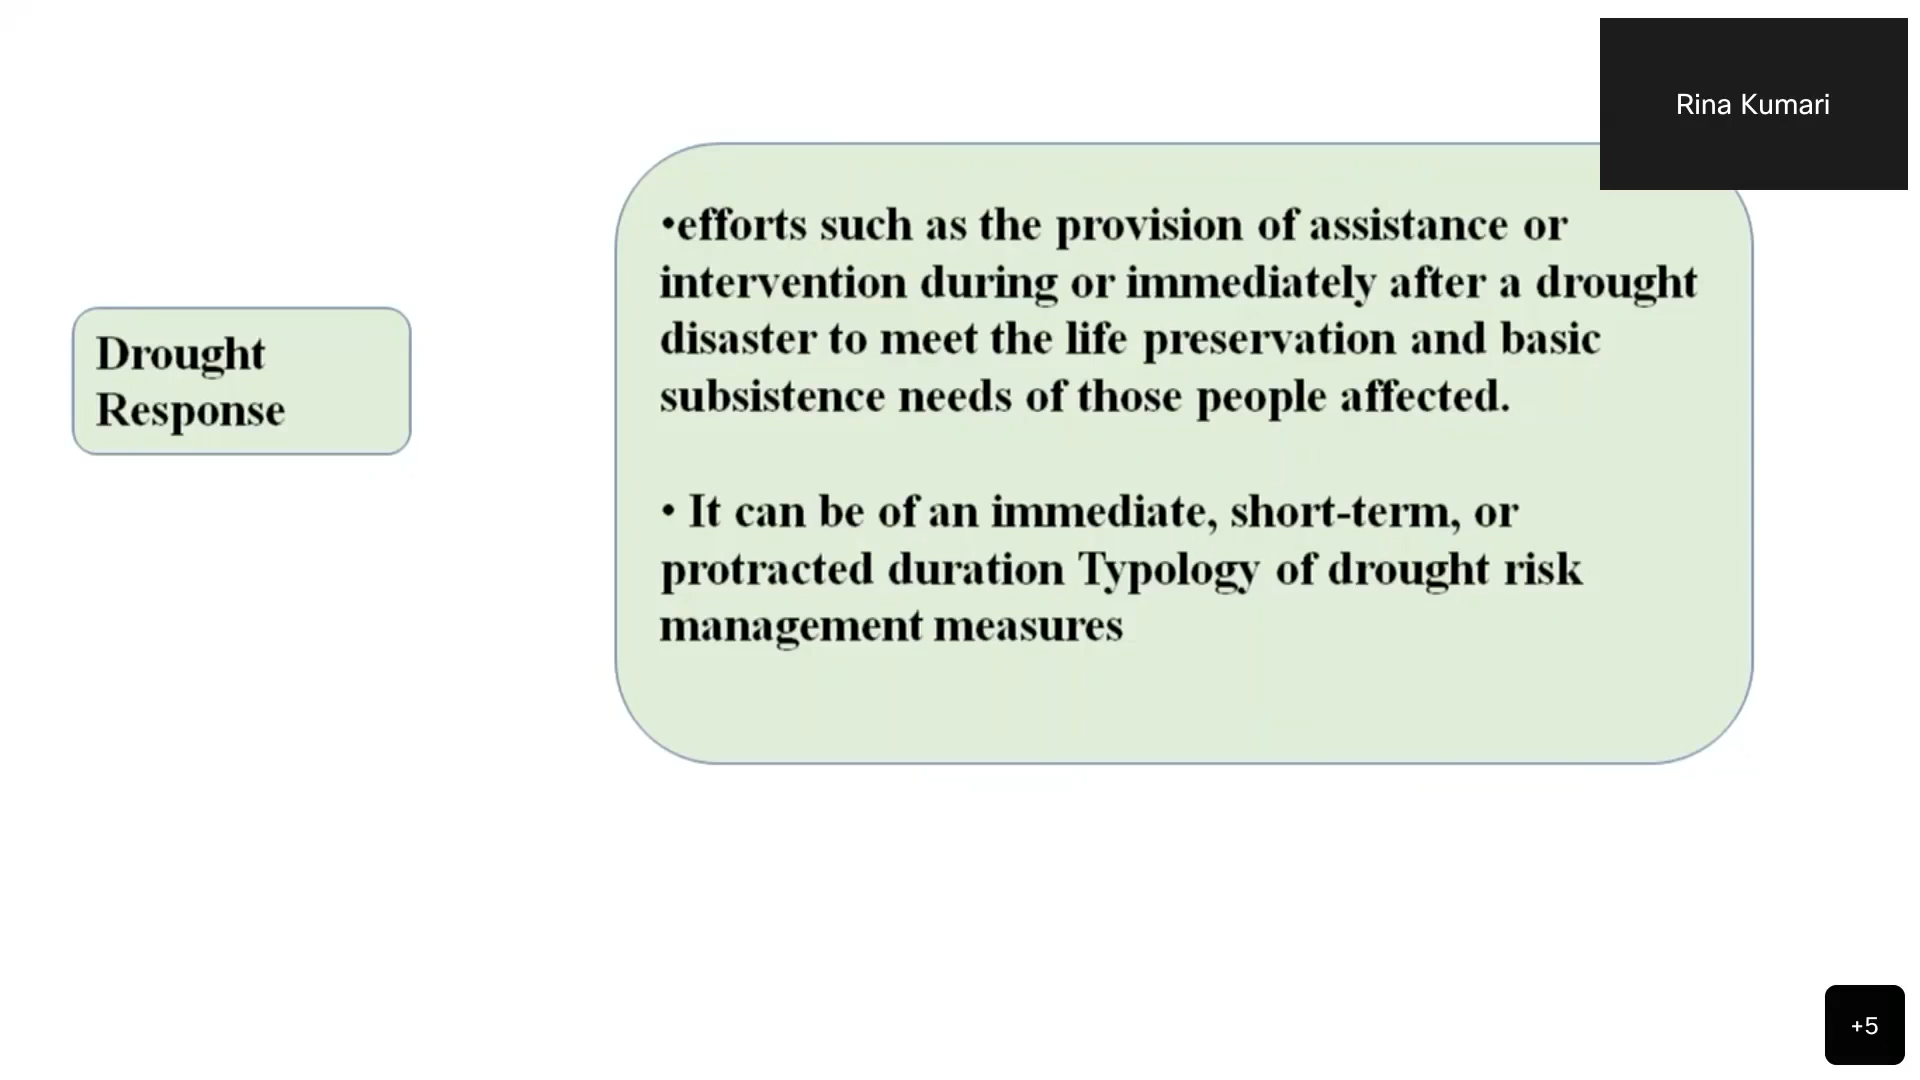 Rina Kumari
Drought
Response
•efforts such as the provision of assistance or
intervention during or immediately after a drought
disaster to meet the life preservation and basic
subsistence needs of those people affected.
• It can be of an immediate, short-term, or
protracted duration Typology of drought risk
management measures
+5